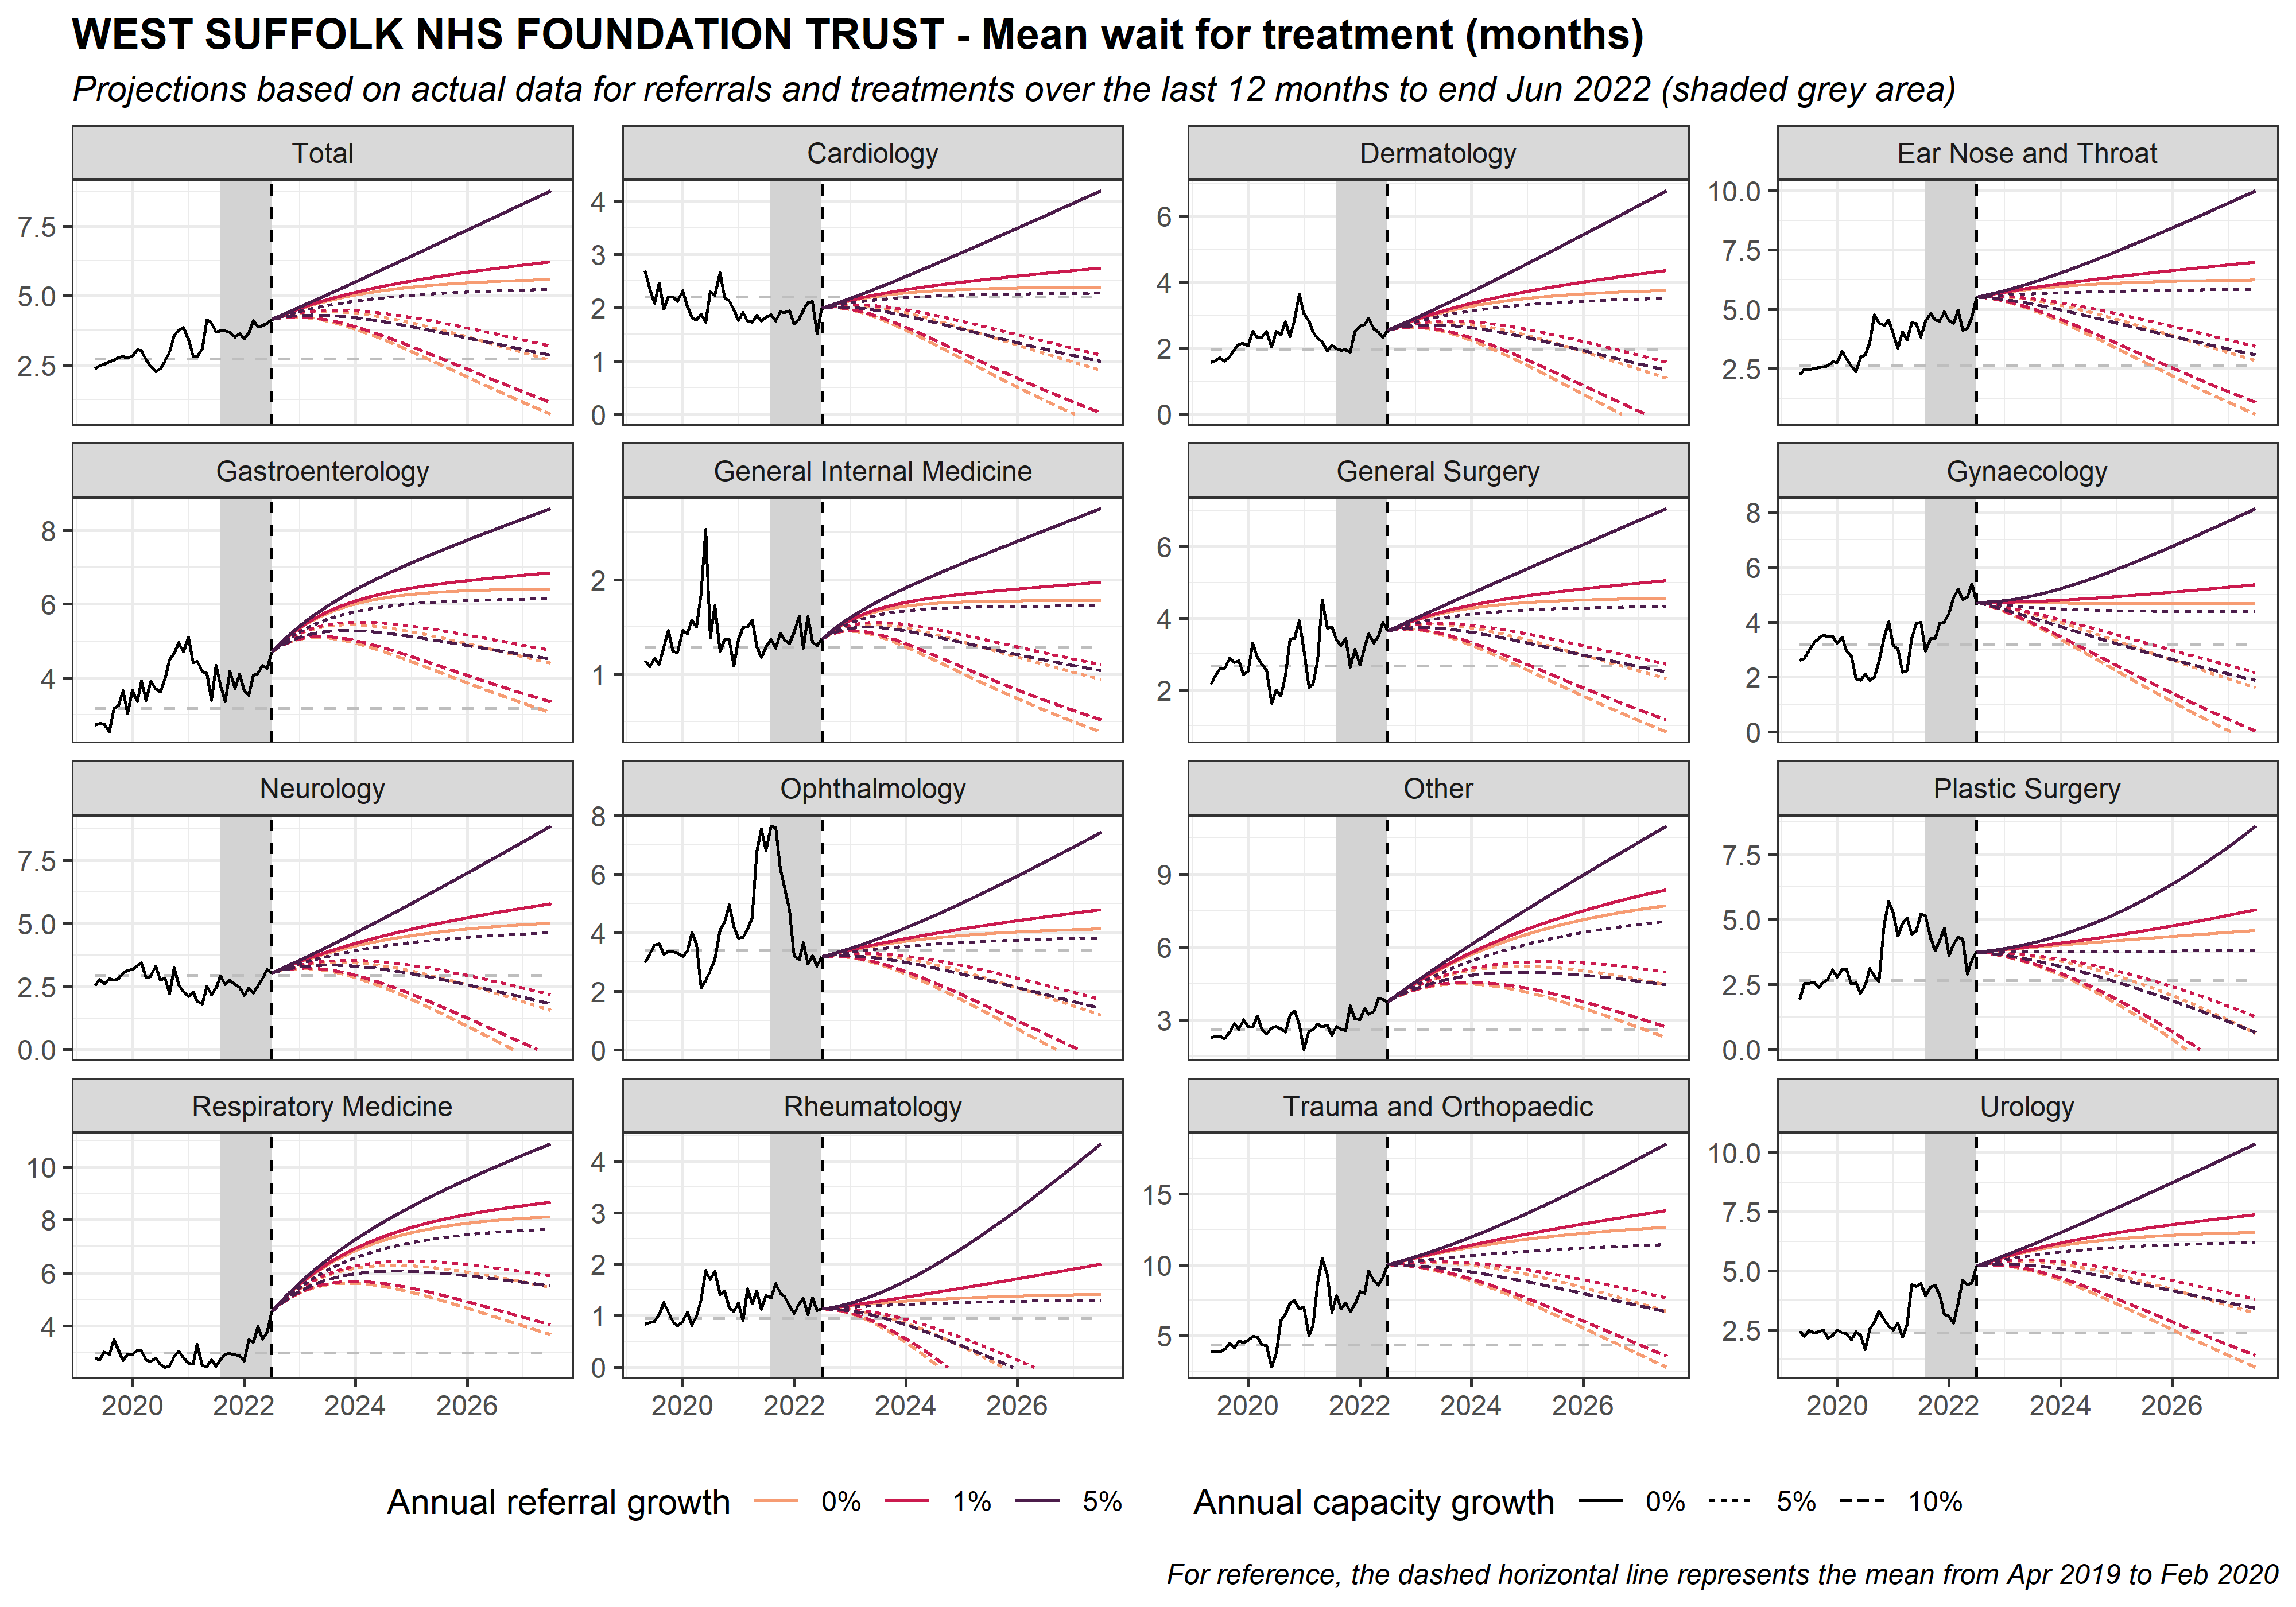 WEST SUFFOLK NHS FOUNDATION TRUST - Mean wait for treatment (months)
Projections based on actual data for referrals and treatments over the last 12 months to end Jun 2022 (shaded grey area)
Total
Cardiology
Dermatology
Ear Nose and Throat
7.5
5.0
2.5
4
3
2
1
0
6
4
2
0
10.0
7.5
5.0
2.5
Gastroenterology
General Internal Medicine
General Surgery
Gynaecology
8
6
4
2
1
6
4
2
8
6
4
2
0
Neurology
Ophthalmology
Other
Plastic Surgery
7.5
5.0
2.5
0.0
8
6
4
2
0
9
6
3
7.5
5.0
2.5
0.0
Respiratory Medicine
Rheumatology
Trauma and Orthopaedic
Urology
10
8
6
4
4
3
2
1
0
15
10
5
10.0
7.5
5.0
2.5
2020 2022 2024 2026
2020 2022 2024 2026
2020 2022 2024 2026
2020 2022 2024 2026
Annual referral growth 0% 1% 5%
Annual capacity growth 0% 5% 10%
For reference, the dashed horizontal line represents the mean from Apr 2019 to Feb 2020